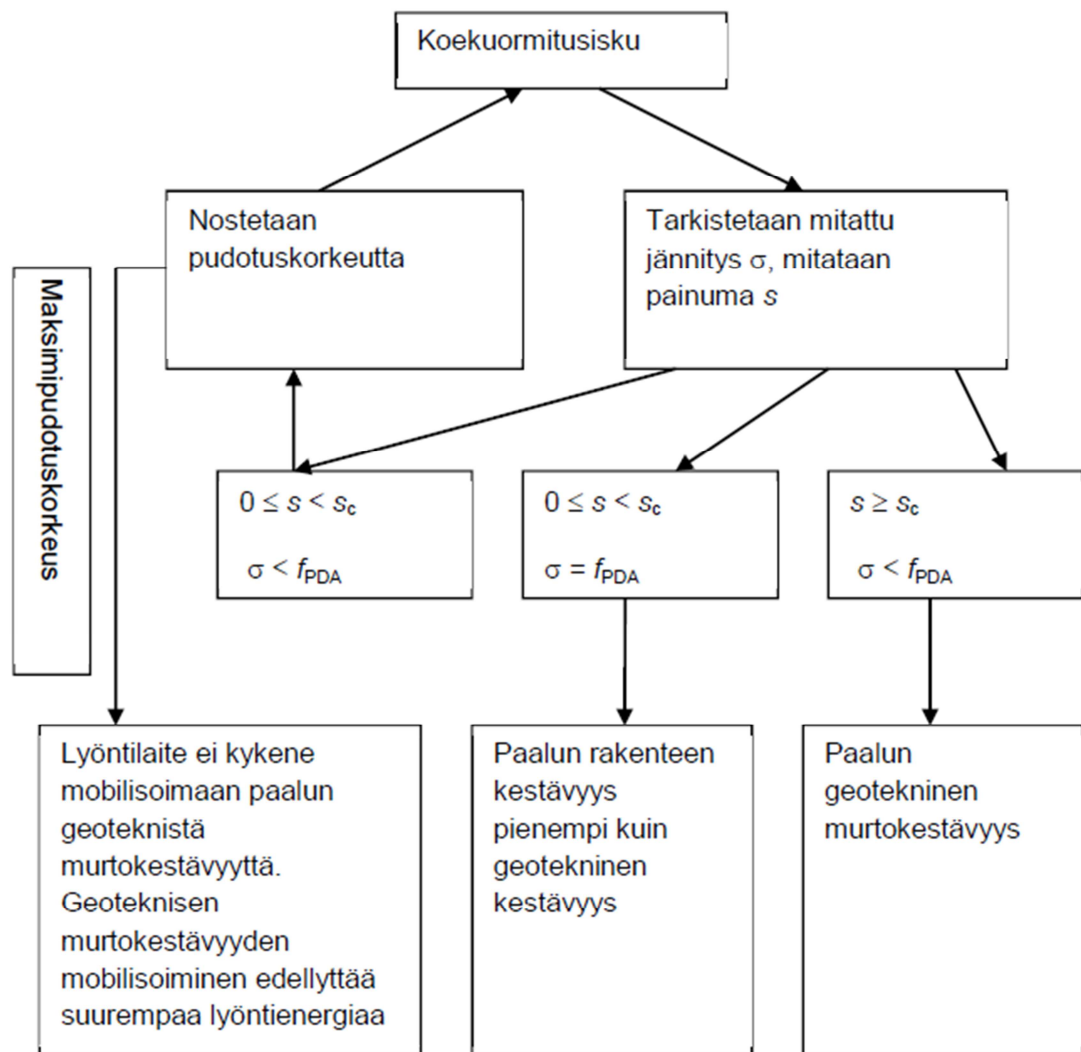 Koekuormitusisku
Nostetaan
pudotuskorkeutta
Tarkistetaan mitattu
jännitys σ, mitataan
painuma s
Maksimipudotuskorkeus
0 ≤ s < sc
σ < fPDA
0 ≤ s < sc
σ = fPDA
s ≥ sc
σ < fPDA
Lyöntilaite ei kykene
mobilisoimaan paalun
geoteknistä
murtokestävyyttä.
Geoteknisen
murtokestävyyden
mobilisoiminen edellyttää
suurempaa lyöntienergiaa
Paalun rakenteen
kestävyys
pienempi kuin
geotekninen
kestävyys
Paalun
geotekninen
murtokestävyys